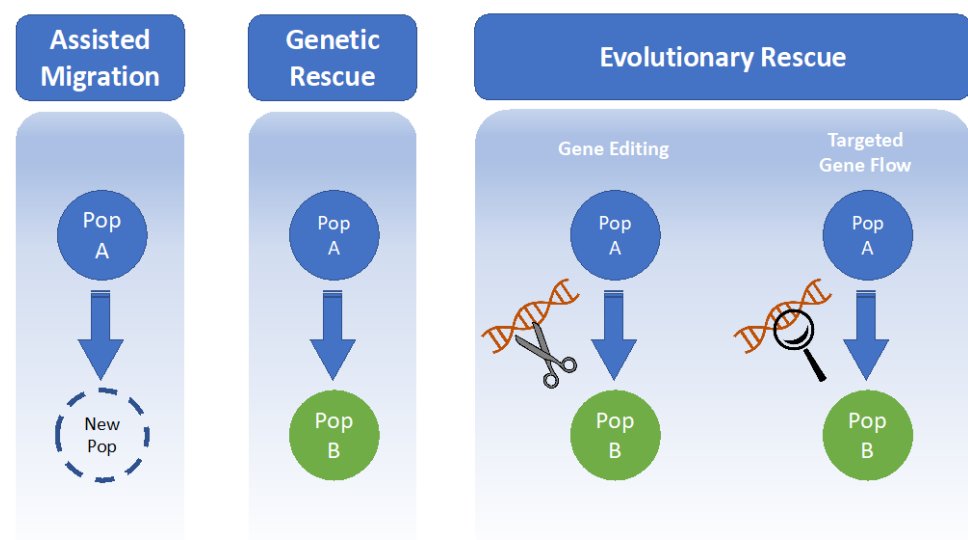 Assisted
Migration
Genetic
Rescue
Evolutionary Rescue
Gene Editing
Targeted
Gene Flow
Pop
A
Pop
A
Pop
A
Pop
A
New
Pop
Pop
B
Pop
B
Pop
B